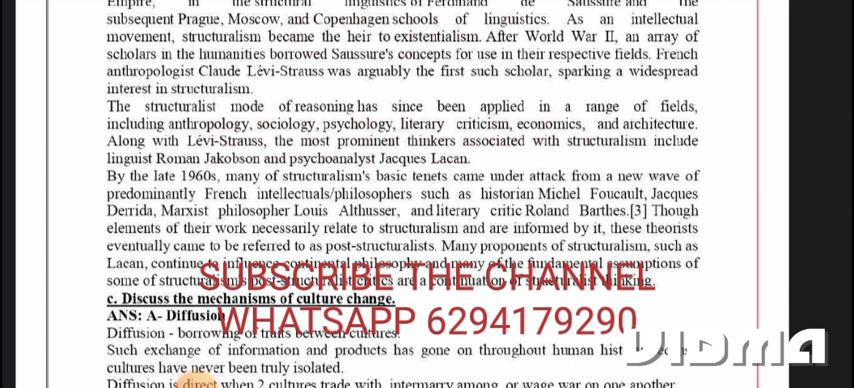 Empire, in the structural linguistics of Ferdinand de Saussure and the
subsequent Prague, Moscow, and Copenhagen schools of linguistics. As an intellectual
movement, structuralism became the heir to existentialism. After World War II, an array of
scholars in the humanities borrowed Saussure's concepts for use in their respective fields. French
anthropologist Claude Lévi-Strauss was arguably the first such scholar, sparking a widespread
interest in structuralism.
The structuralist mode of reasoning has since been applied in a range of fields,
including anthropology, sociology, psychology, literary criticism, economics, and architecture.
Along with Lévi-Strauss, the most prominent thinkers associated with structuralism include
linguist Roman Jakobson and psychoanalyst Jacques Lacan.
By the late 1960s, many of structuralism's basic tenets came under attack from a new wave of
predominantly French intellectuals/philosophers such as historian Michel Foucault, Jacques
Derrida, Marxist philosopher Louis Althusser, and literary critic Roland Barthes.[3] Though
elements of their work necessarily relate to structuralism and are informed by it, these theorists
eventually came to be referred to as post-structuralists. Many proponents of structuralism, such as
Lacan, continue to influence continental philosophy and many of the fundamental assumptions of
some of structuralism's post-structuralist critics are a continuation of structuralist thinking.
SUBSCRIBE THE CHANNEL
c. Discuss the mechanisms of culture change.
ANS: A- Diffusion
WHATSAPP 6294179290
Diffusion - borrowing of traits between cultures.
Such exchange of information and products has gone on throughout human
VIDMA
cultures have never been truly isolated.
Diffusion is direct when 2 cultures trade with, intermarry among, or wage war on one another